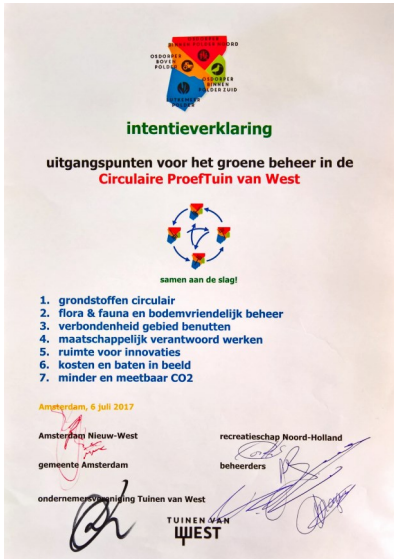 OSDORPER
BINNEN POLDER NOORD
OSDORPER
BOVEN
POLDER
OSDORPER
BINNEN
POLDER ZUID
LUTKEMEER
POLDER
intentieverklaring
uitgangspunten voor het groene beheer in de
Circulaire ProefTuin van West
samen aan de slag!
1. grondstoffen circulair
2. flora & fauna en bodemvriendelijk beheer
3. verbondenheid gebied benutten
4. maatschappelijk verantwoord werken
5. ruimte voor innovaties
6. kosten en baten in beeld
7. minder en meetbaar CO2
Amsterdam, 6 juli 2017
Amsterdam Nieuw-West
recreatieschap Noord-Holland
gemeente Amsterdam
beheerders
ondernemersvereniging Tuinen van West
TUINEN VAN
WEST